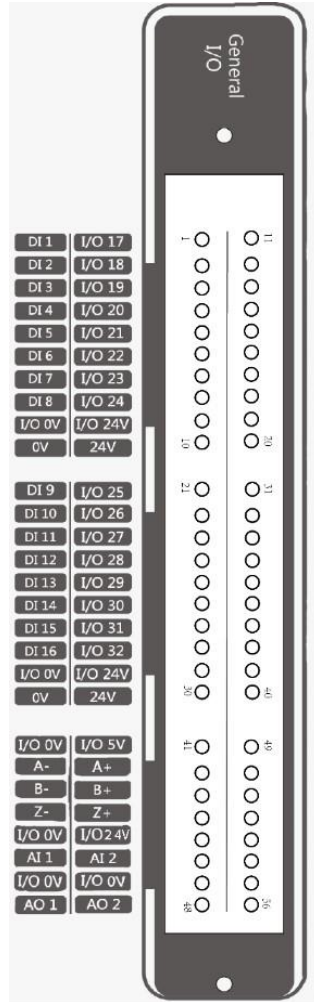 General
I/O
DI 1 I/O 17 1 11
DI 2 I/O 18
DI 3 I/O 19
DI 4 I/O 20
DI 5 I/O 21
DI 6 I/O 22
DI 7 I/O 23
DI 8 I/O 24
I/O 0V I/O 24V
0V 24V 10 20
DI 9 I/O 25 21 31
DI 10 I/O 26
DI 11 I/O 27
DI 12 I/O 28
DI 13 I/O 29
DI 14 I/O 30
DI 15 I/O 31
DI 16 I/O 32
I/O 0V I/O 24V
0V 24V 30 40
I/O 0V I/O 5V 41 49
A- A+
B- B+
Z- Z+
I/O 0V I/O24V
AI 1 AI 2
I/O 0V I/O 0V
AO 1 AO 2 48 56